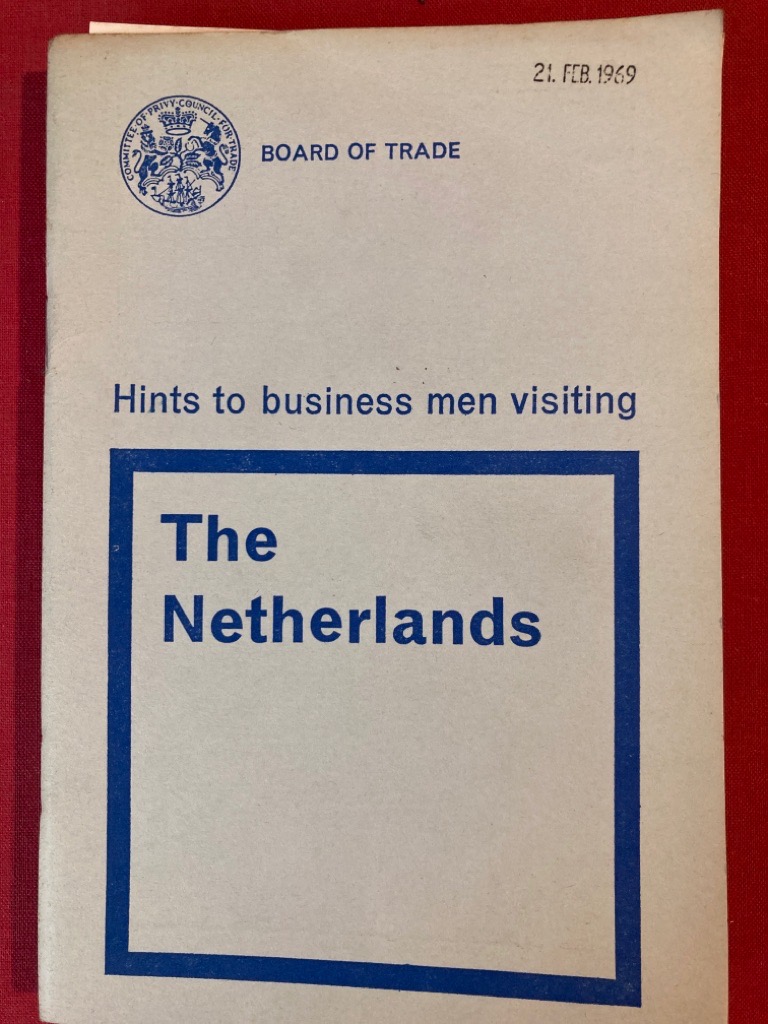 21. FEB. 1969
COMMITTEE OF PRIVY COUNCIL FOR TRADE
BOARD OF TRADE
Hints to business men visiting
The
Netherlands